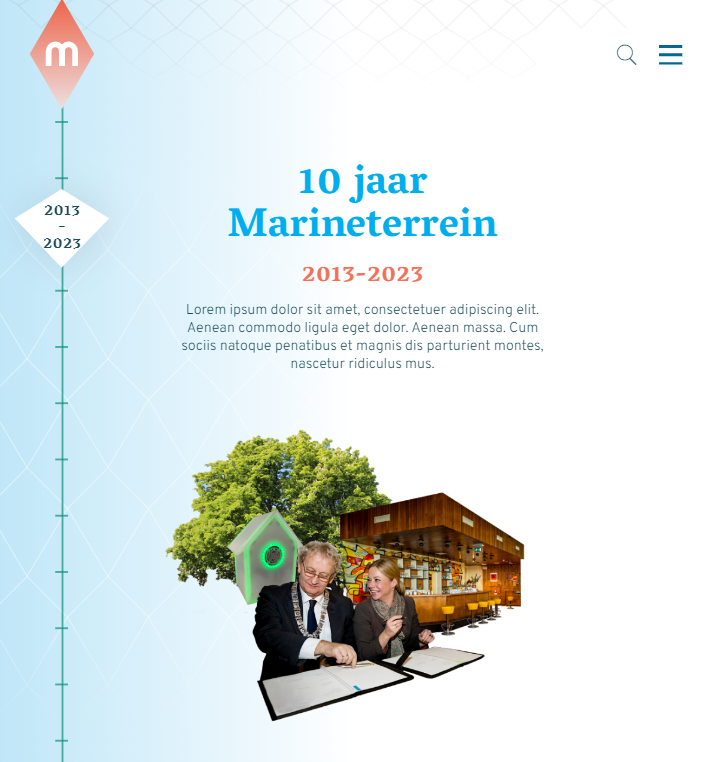 m
2013
-
2023
10 jaar
Marineterrein
2013-2023
Lorem ipsum dolor sit amet, consectetuer adipiscing elit.
Aenean commodo ligula eget dolor. Aenean massa. Cum
sociis natoque penatibus et magnis dis parturient montes,
nascetur ridiculus mus.